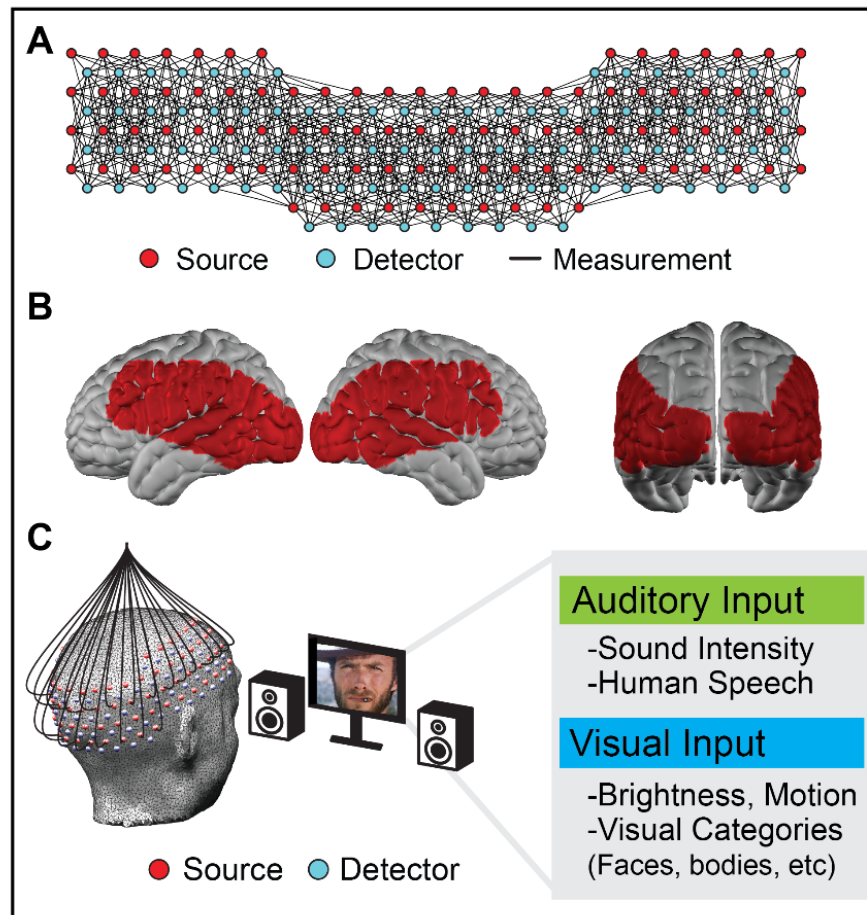 A
Source Detector Measurement
B
C
Auditory Input
-Sound Intensity
-Human Speech
Visual Input
-Brightness, Motion
-Visual Categories
(Faces, bodies, etc)
Source Detector